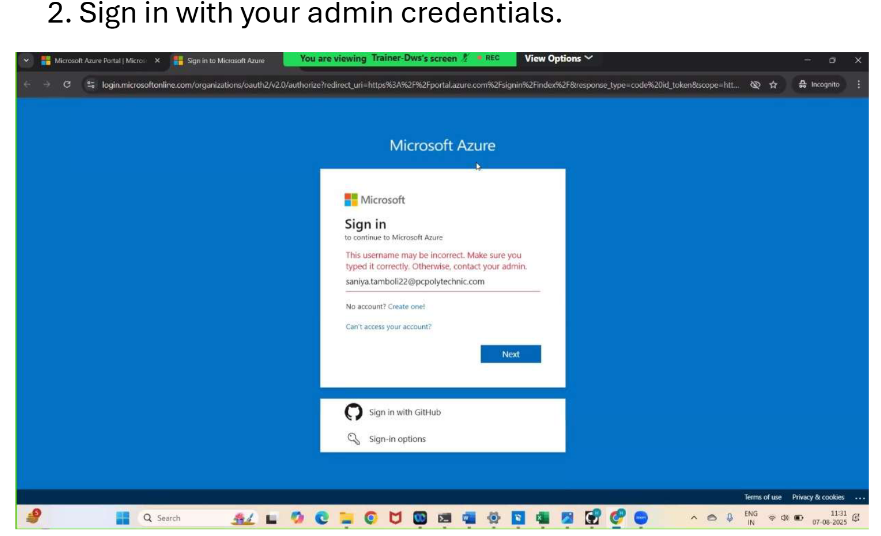 2. Sign in with your admin credentials.
Microsoft Azure Portal | Micros
Sign in to Microsoft Azure
You are viewing Trainer-Dws's screen
REC
View Options
login.microsoftonline.com/organizations/oauth2/v2.0/authorize?redirect_uri=https%3A%2F%2Fportal.azure.com%2Fsignin%2Findex%2F&response_type=code%20id_token&scope=htt...
Incognito
Microsoft Azure
Microsoft
Sign in
to continue to Microsoft Azure
This username may be incorrect. Make sure you
typed it correctly. Otherwise, contact your admin.
saniya.tamboli22@pcpolytechnic.com
No account? Create one!
Can't access your account?
Next
Sign in with GitHub
Sign-in options
Terms of use Privacy & cookies ...
Search
ENG
IN
11:31
07-08-2025